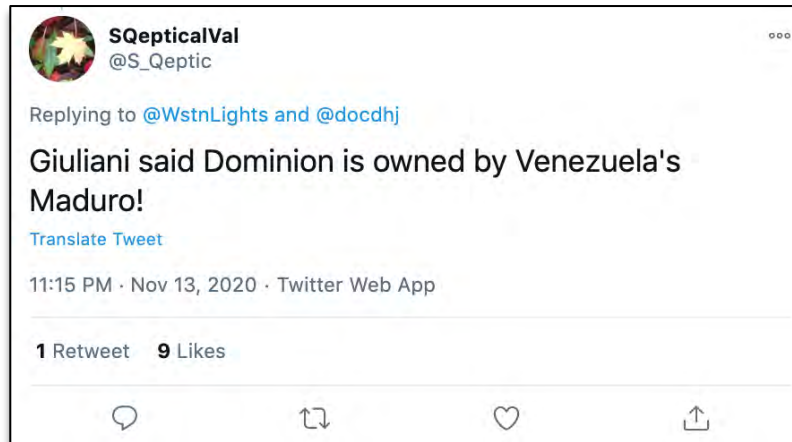 SQepticalVal
@S_Qeptic
Replying to @WstnLights and @docdhj
Giuliani said Dominion is owned by Venezuela's
Maduro!
Translate Tweet
11:15 PM · Nov 13, 2020 · Twitter Web App
1 Retweet 9 Likes